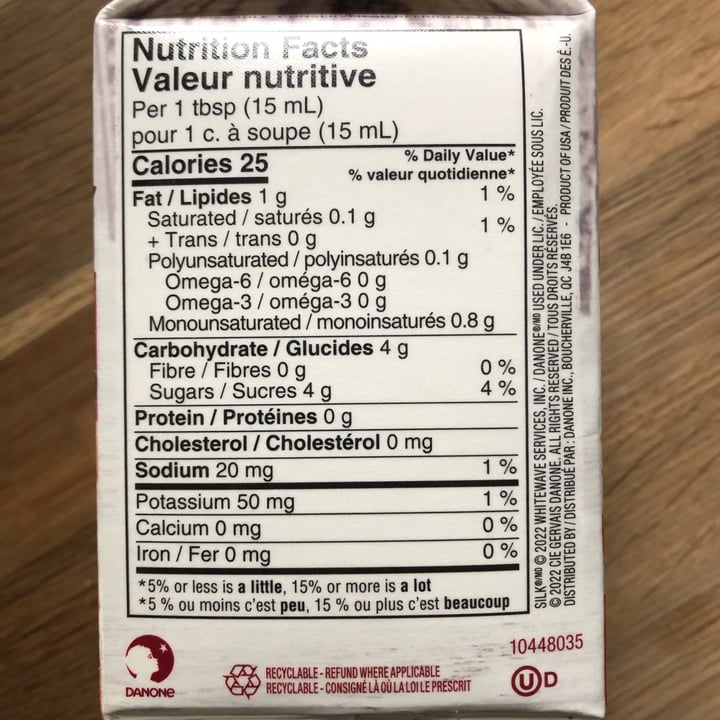 Nutrition Facts
Valeur nutritive
Per 1 tbsp (15 mL)
pour 1 c. à soupe (15 mL)
Calories 25
% Daily Value*
% valeur quotidienne*
Fat / Lipides 1 g 1 %
Saturated / saturés 0.1 g
+ Trans / trans 0 g 1 %
Polyunsaturated / polyinsaturés 0.1 g
Omega-6 / oméga-6 0 g
Omega-3 / oméga-3 0 g
Monounsaturated / monoinsaturés 0.8 g
Carbohydrate / Glucides 4 g
Fibre / Fibres 0 g 0 %
Sugars / Sucres 4 g 4 %
Protein / Protéines 0 g
Cholesterol / Cholestérol 0 mg
Sodium 20 mg 1 %
Potassium 50 mg 1 %
Calcium 0 mg 0 %
Iron / Fer 0 mg 0 %
*5% or less is a little, 15% or more is a lot
*5 % ou moins c'est peu, 15 % ou plus c'est beaucoup
SILK®/MD © 2022 WHITEWAVE SERVICES, INC. / DANONE®/MD USED UNDER LIC. / EMPLOYÉE SOUS LIC.
© 2022 CIE GERVAIS DANONE. ALL RIGHTS RESERVED / TOUS DROITS RÉSERVÉS.
DISTRIBUTED BY / DISTRIBUÉ PAR : DANONE INC., BOUCHERVILLE, QC J4B 1E6 - PRODUCT OF USA / PRODUIT DES É.-U.
10448035
DANONE
RECYCLABLE - REFUND WHERE APPLICABLE
RECYCLABLE - CONSIGNÉ LÀ OÙ LA LOI LE PRESCRIT
U D